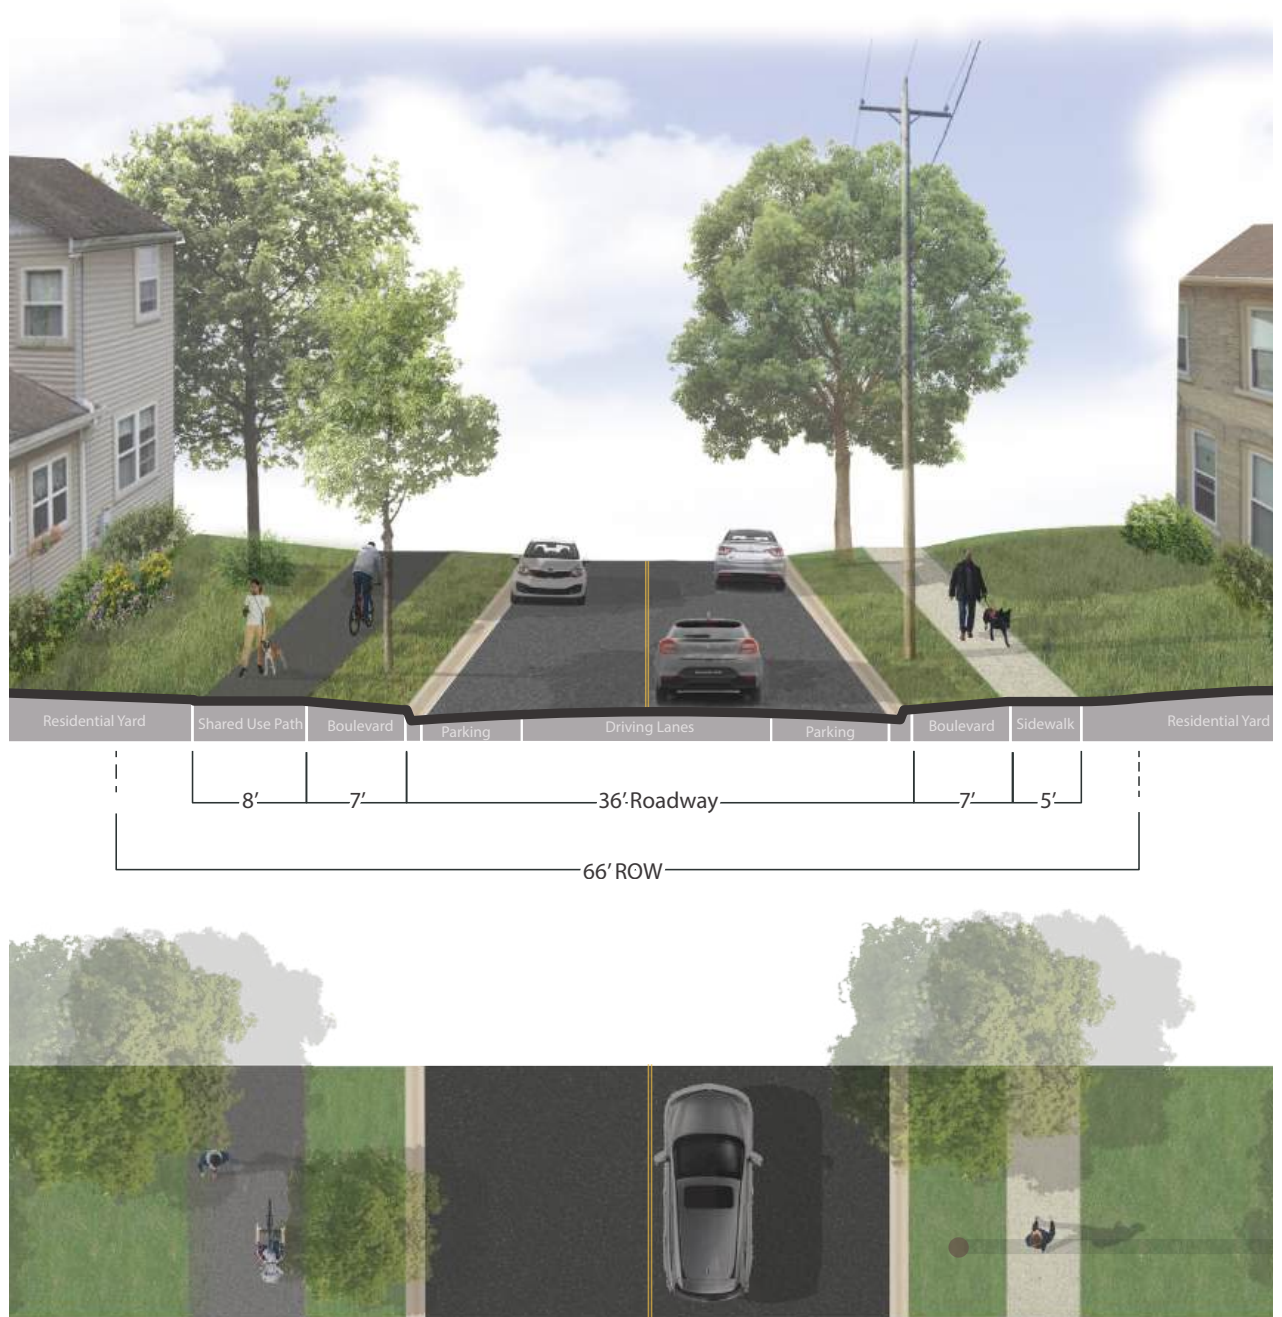 Residential Yard
Shared Use Path
Boulevard
Parking
Driving Lanes
Parking
Boulevard
Sidewalk
Residential Yard
8’
7’
36’ Roadway
7’
5’
66’ ROW